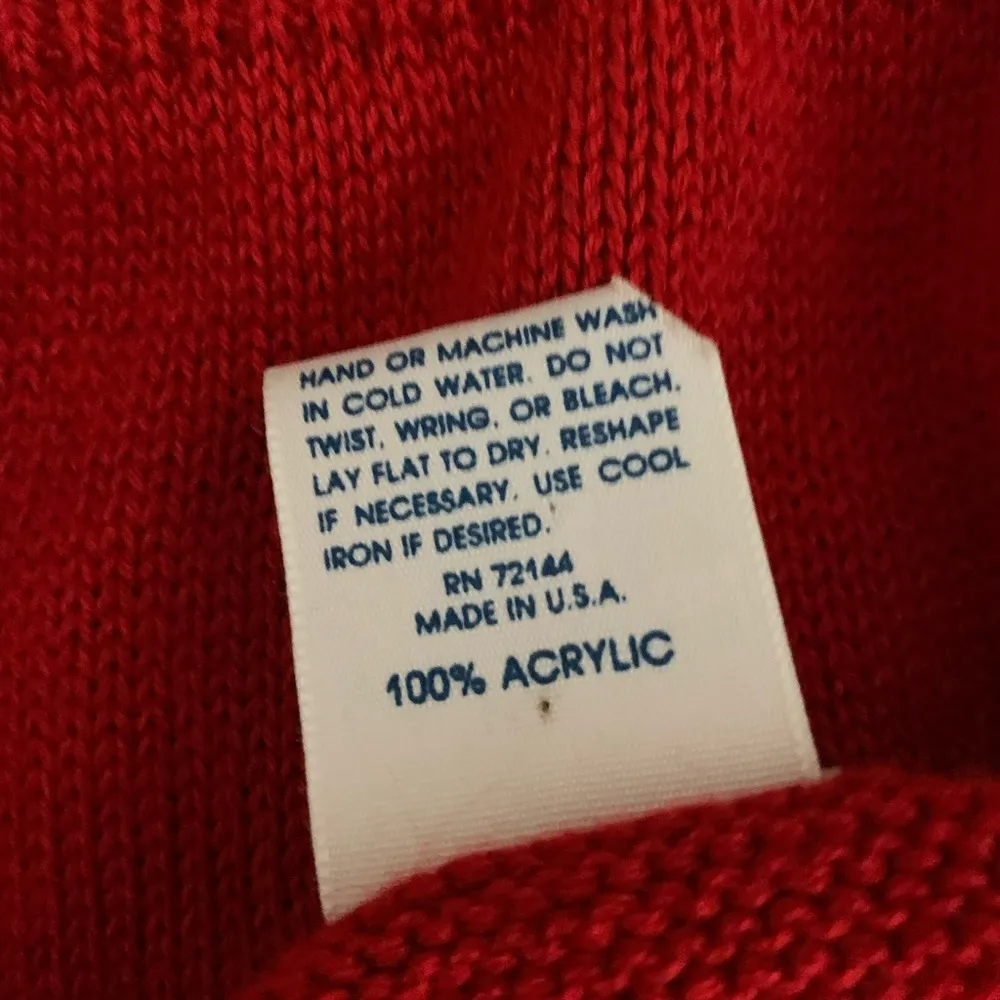 HAND OR MACHINE WASH
IN COLD WATER. DO NOT
TWIST, WRING, OR BLEACH.
LAY FLAT TO DRY. RESHAPE
IF NECESSARY. USE COOL
IRON IF DESIRED.
RN 72144
MADE IN U.S.A.
100% ACRYLIC